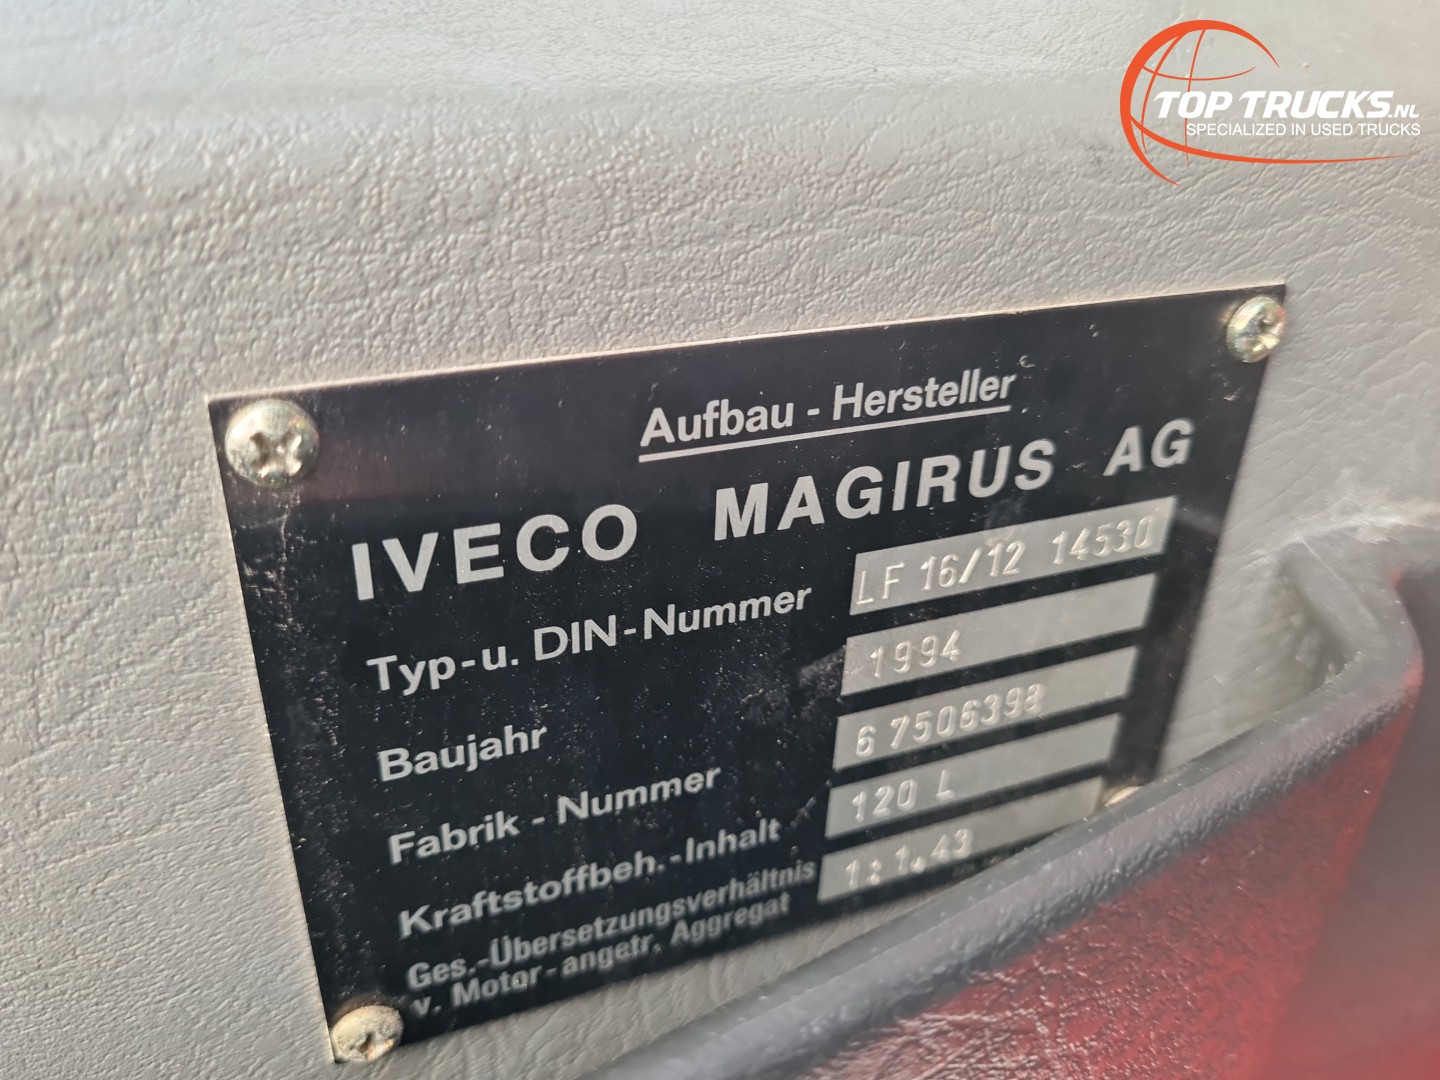 TOP TRUCKS.NL
SPECIALIZED IN USED TRUCKS
Aufbau - Hersteller
IVECO MAGIRUS AG
Typ-u. DIN-Nummer LF 16/12 14530
Baujahr 1994
Fabrik - Nummer 6 7506398
Kraftstoffbeh.-Inhalt 120 L
Ges.-Übersetzungsverhältnis 1:1.43
v. Motor-angetr. Aggregat